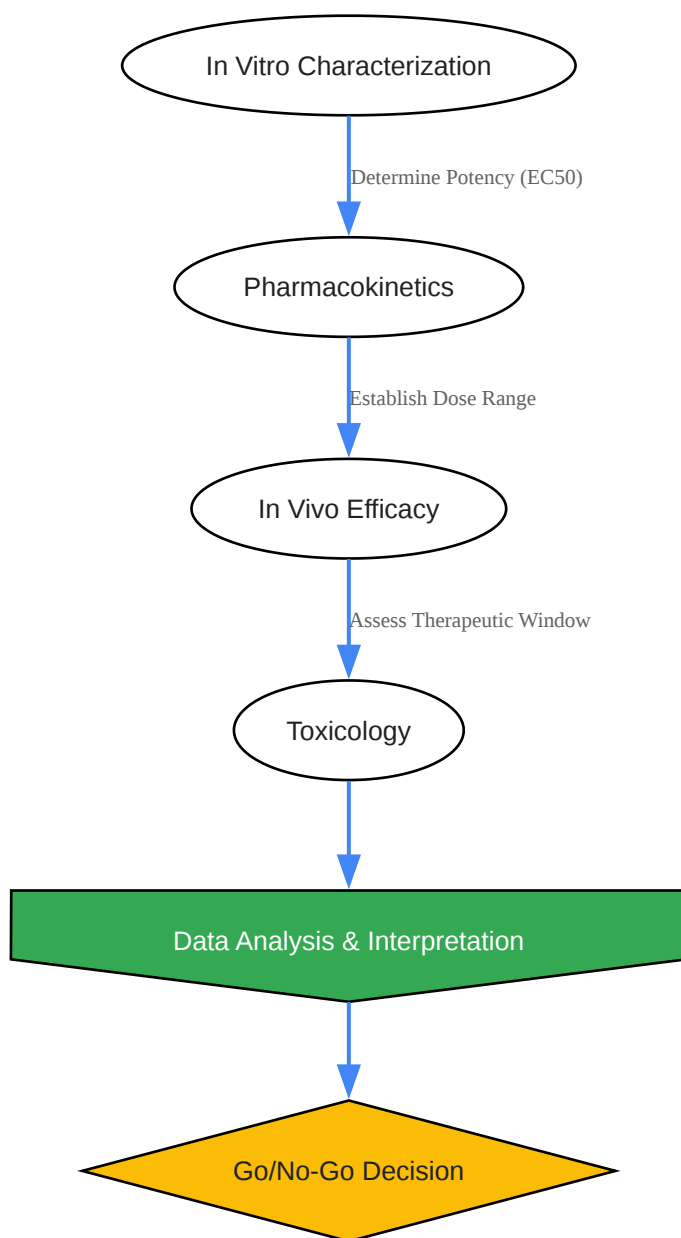 In Vitro Characterization
Determine Potency (EC50)
Pharmacokinetics
Establish Dose Range
In Vivo Efficacy
Assess Therapeutic Window
Toxicology
Data Analysis & Interpretation
Go/No-Go Decision